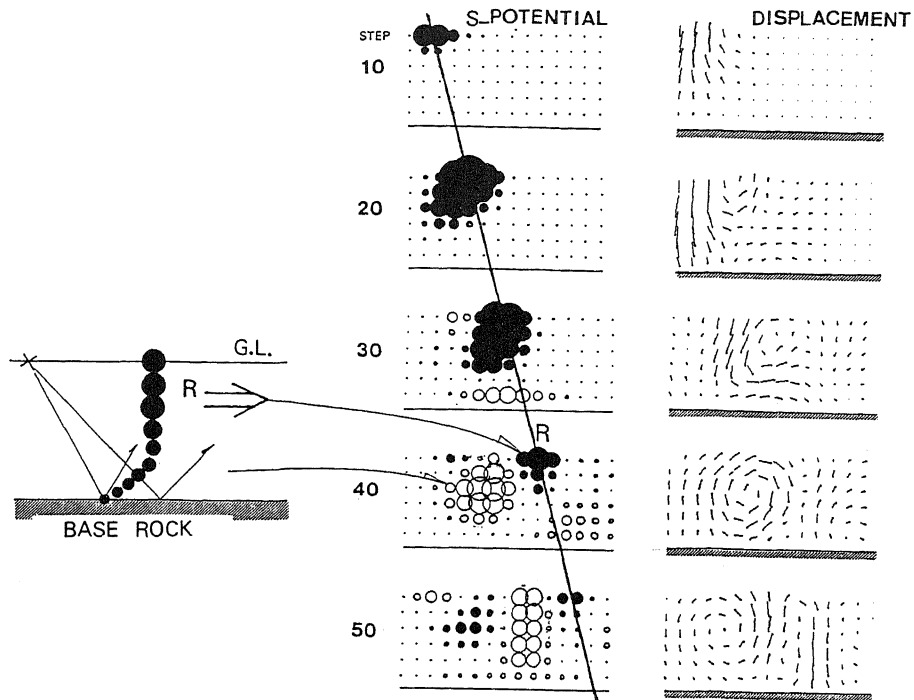 S_POTENTIAL
DISPLACEMENT
STEP
10
20
30
G.L.
R
R
40
BASE ROCK
50